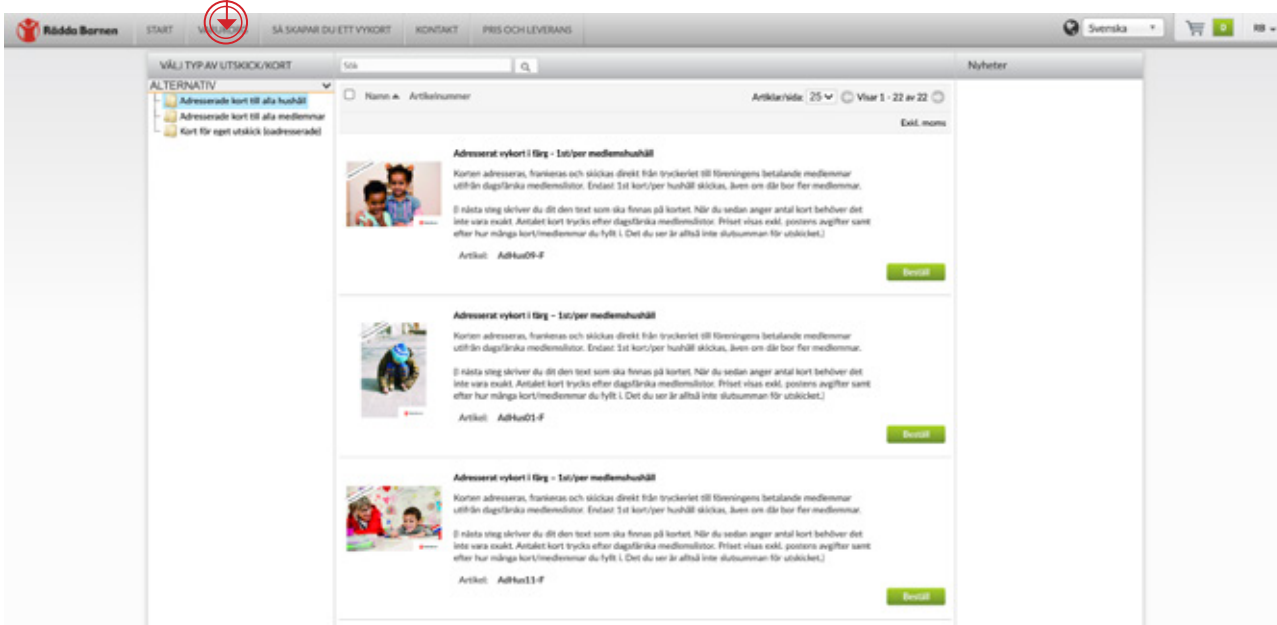 Rädda Barnen
START
VARUKORG
SÅ SKAPAR DU ETT VYKORT
KONTAKT
PRIS OCH LEVERANS
Svenska
0
RB
VÄLJ TYP AV UTSKICK/KORT
Sök
Nyheter
ALTERNATIV
Adresserade kort till alla hushåll
Adresserade kort till alla medlemmar
Kort för eget utskick (oadresserade)
Namn Artikelnummer
Artiklar/sida: 25 Visar 1 - 22 av 22
Exkl. moms
Adresserat vykort i färg - 1st/per medlemshushåll
Korten adresseras, frankeras och skickas direkt från tryckeriet till föreningens betalande medlemmar
utifrån dagsfärska medlemslistor. Endast 1st kort/per hushåll skickas, även om där bor fler medlemmar.
(I nästa steg skriver du dit den text som ska finnas på kortet. När du sedan anger antal kort behöver det
inte vara exakt. Antalet kort trycks efter dagsfärska medlemslistor. Priset visas exkl. postens avgifter samt
efter hur många kort/medlemmar du fyllt i. Det du ser är alltså inte slutsumman för utskicket.)
Artikel: AdHus09-F
Beställ
Adresserat vykort i färg – 1st/per medlemshushåll
Korten adresseras, frankeras och skickas direkt från tryckeriet till föreningens betalande medlemmar
utifrån dagsfärska medlemslistor. Endast 1st kort/per hushåll skickas, även om där bor fler medlemmar.
(I nästa steg skriver du dit den text som ska finnas på kortet. När du sedan anger antal kort behöver det
inte vara exakt. Antalet kort trycks efter dagsfärska medlemslistor. Priset visas exkl. postens avgifter samt
efter hur många kort/medlemmar du fyllt i. Det du ser är alltså inte slutsumman för utskicket.)
Artikel: AdHus01-F
Beställ
Adresserat vykort i färg – 1st/per medlemshushåll
Korten adresseras, frankeras och skickas direkt från tryckeriet till föreningens betalande medlemmar
utifrån dagsfärska medlemslistor. Endast 1st kort/per hushåll skickas, även om där bor fler medlemmar.
(I nästa steg skriver du dit den text som ska finnas på kortet. När du sedan anger antal kort behöver det
inte vara exakt. Antalet kort trycks efter dagsfärska medlemslistor. Priset visas exkl. postens avgifter samt
efter hur många kort/medlemmar du fyllt i. Det du ser är alltså inte slutsumman för utskicket.)
Artikel: AdHus11-F
Beställ